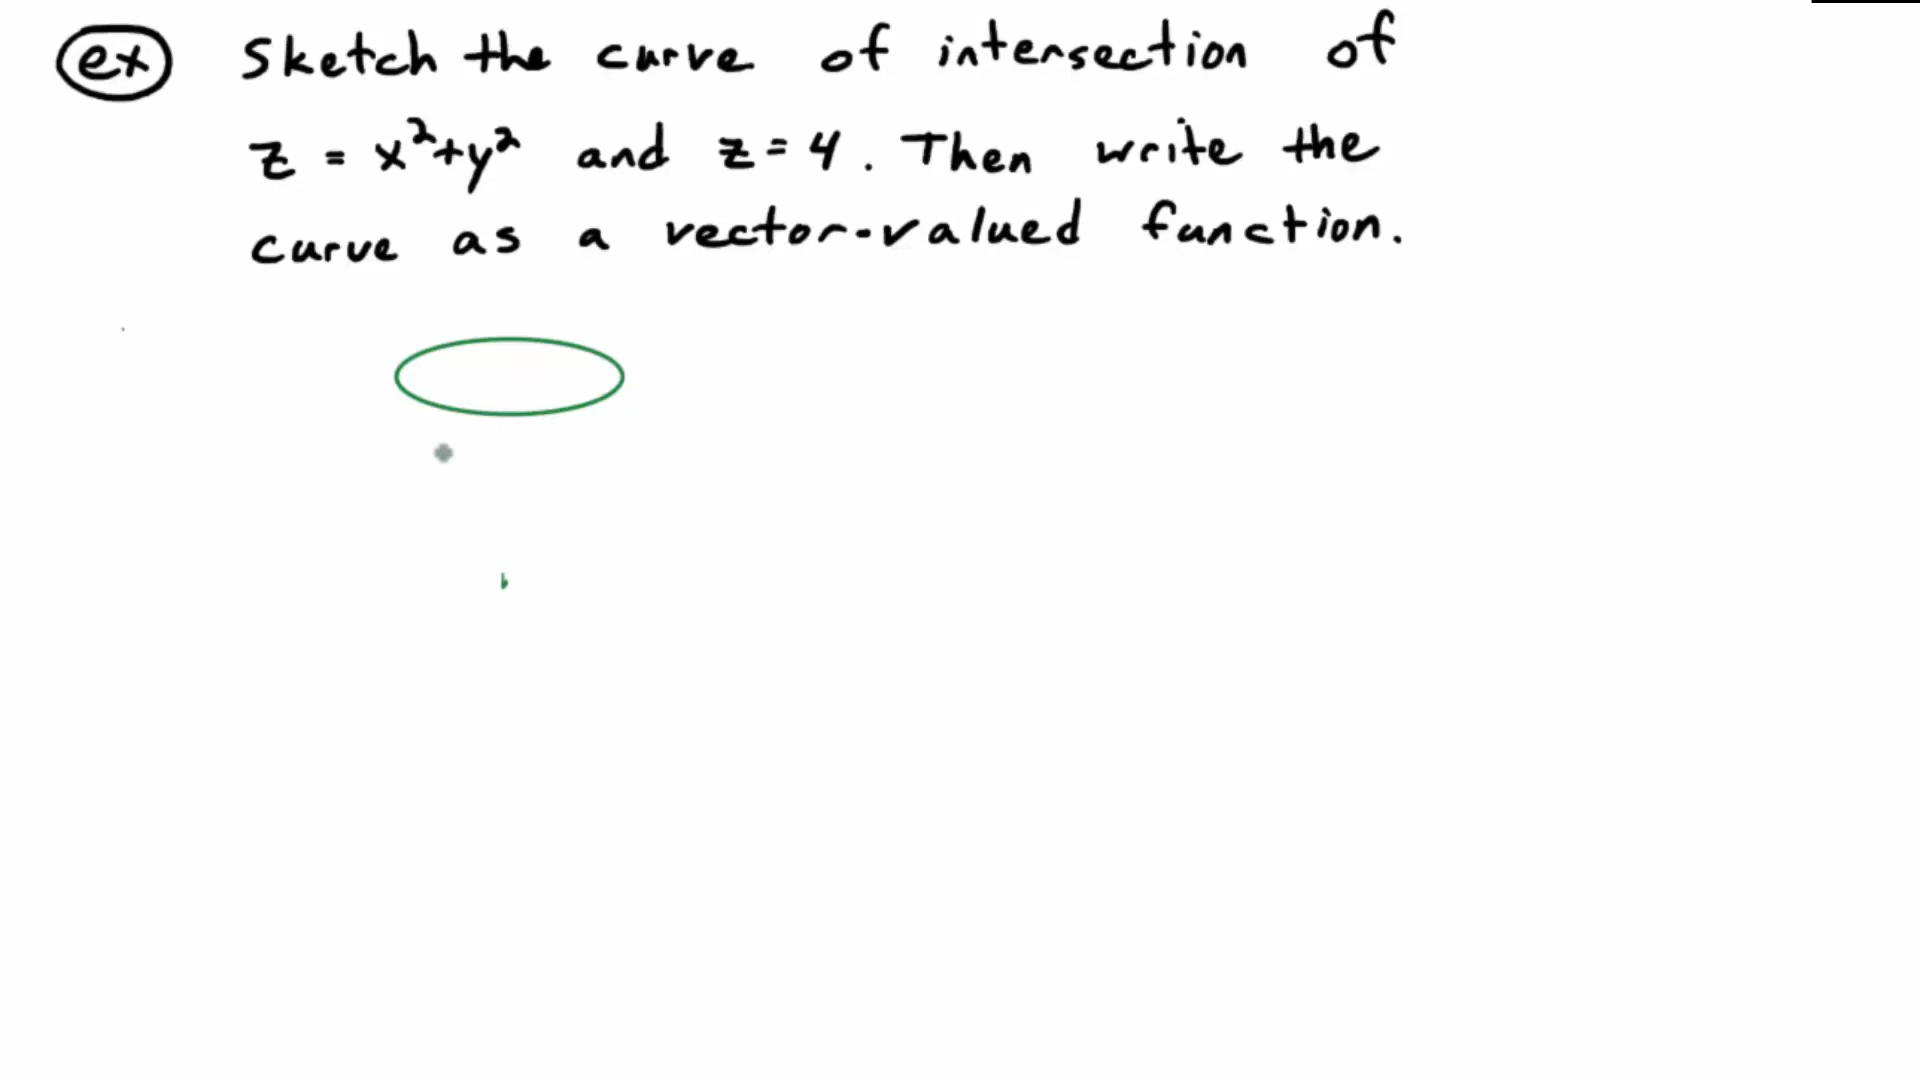 ex Sketch the curve of intersection of
z = x²+y² and z = 4. Then write the
curve as a vector-valued function.